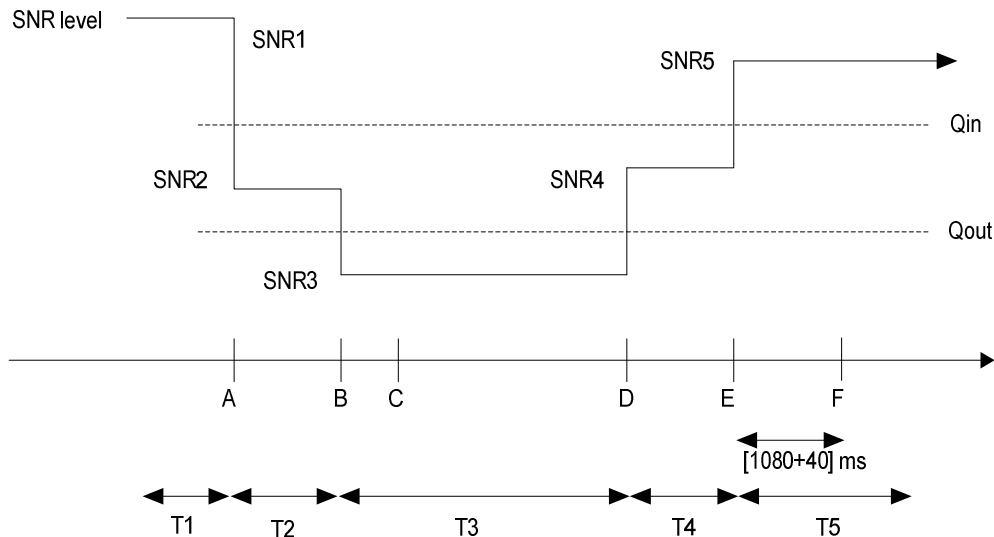 SNR level
SNR1
SNR5
Qin
SNR2
SNR4
Qout
SNR3
A
B
C
D
E
F
[1080+40] ms
T1
T2
T3
T4
T5